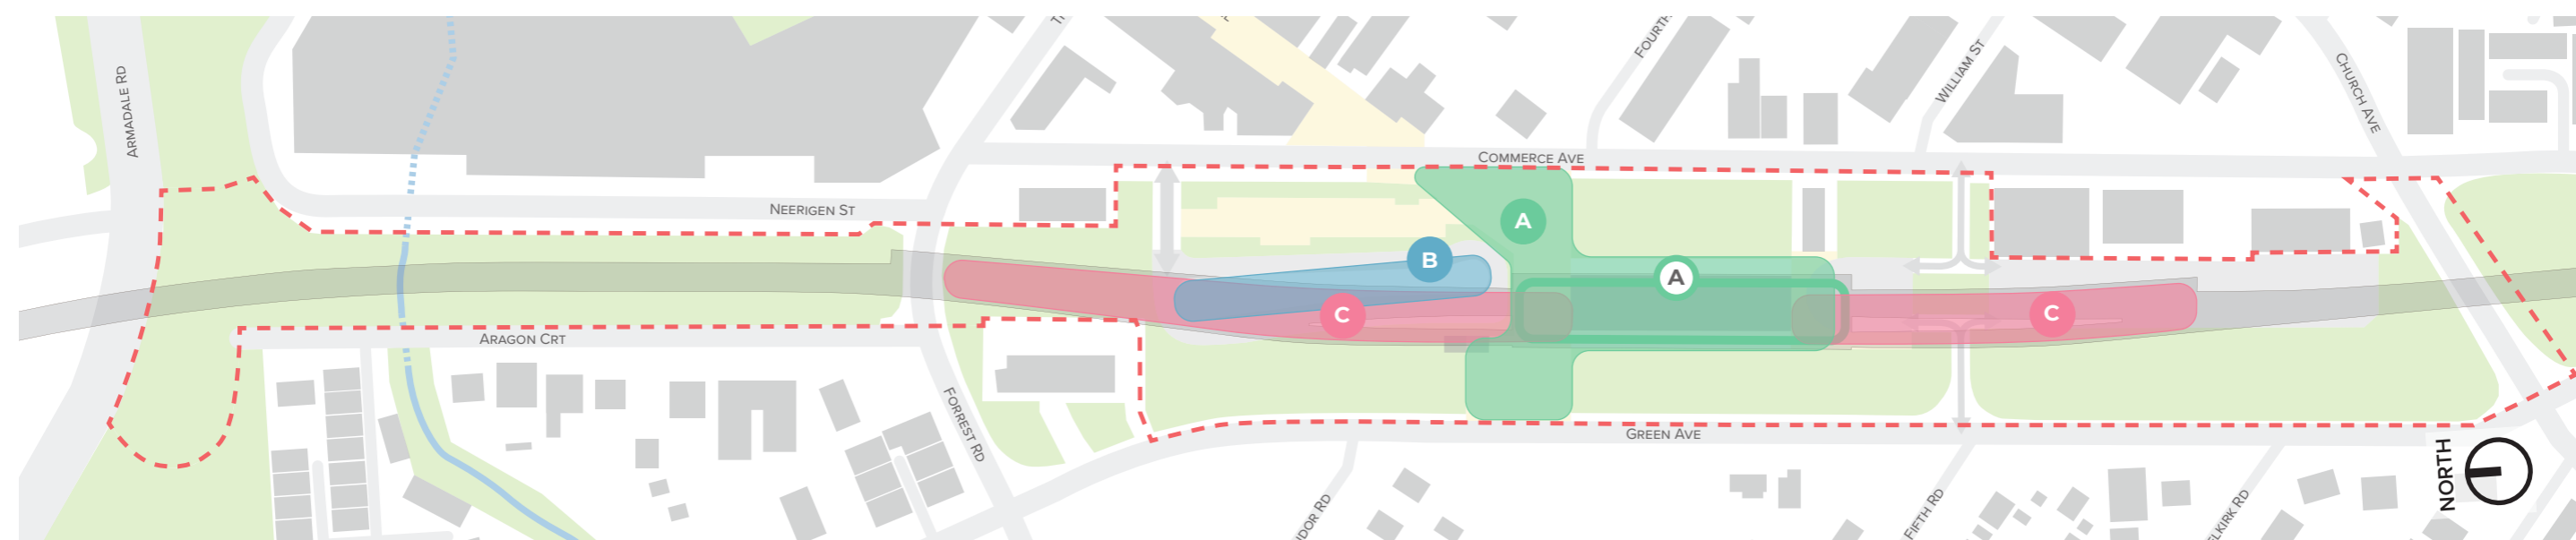 ARMADALE RD
NEERIGEN ST
ARAGON CRT
FORREST RD
COMMERCE AVE
FOURTH
WILLIAM ST
CHURCH AVE
A
B
A
C
C
GREEN AVE
FIFTH RD
NORTH